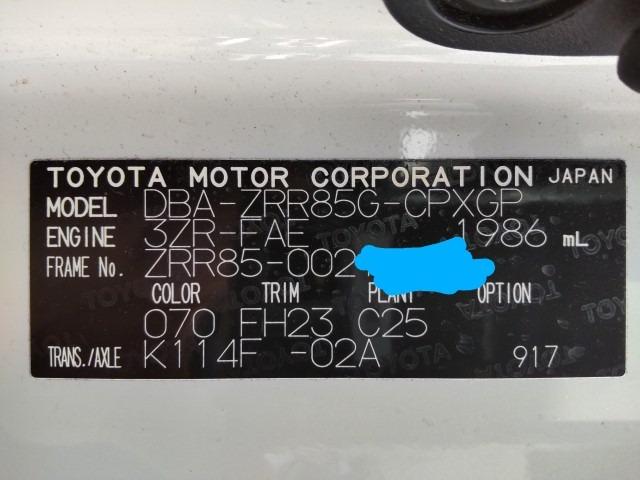 TOYOTA MOTOR CORPORATION JAPAN
MODEL DBA-ZRR85G-CPXGP
ENGINE 3ZR-FAE 1986 mL
FRAME No. ZRR85-002
COLOR TRIM PLANT OPTION
070 FH23 C25
TRANS./AXLE K114F -02A 917